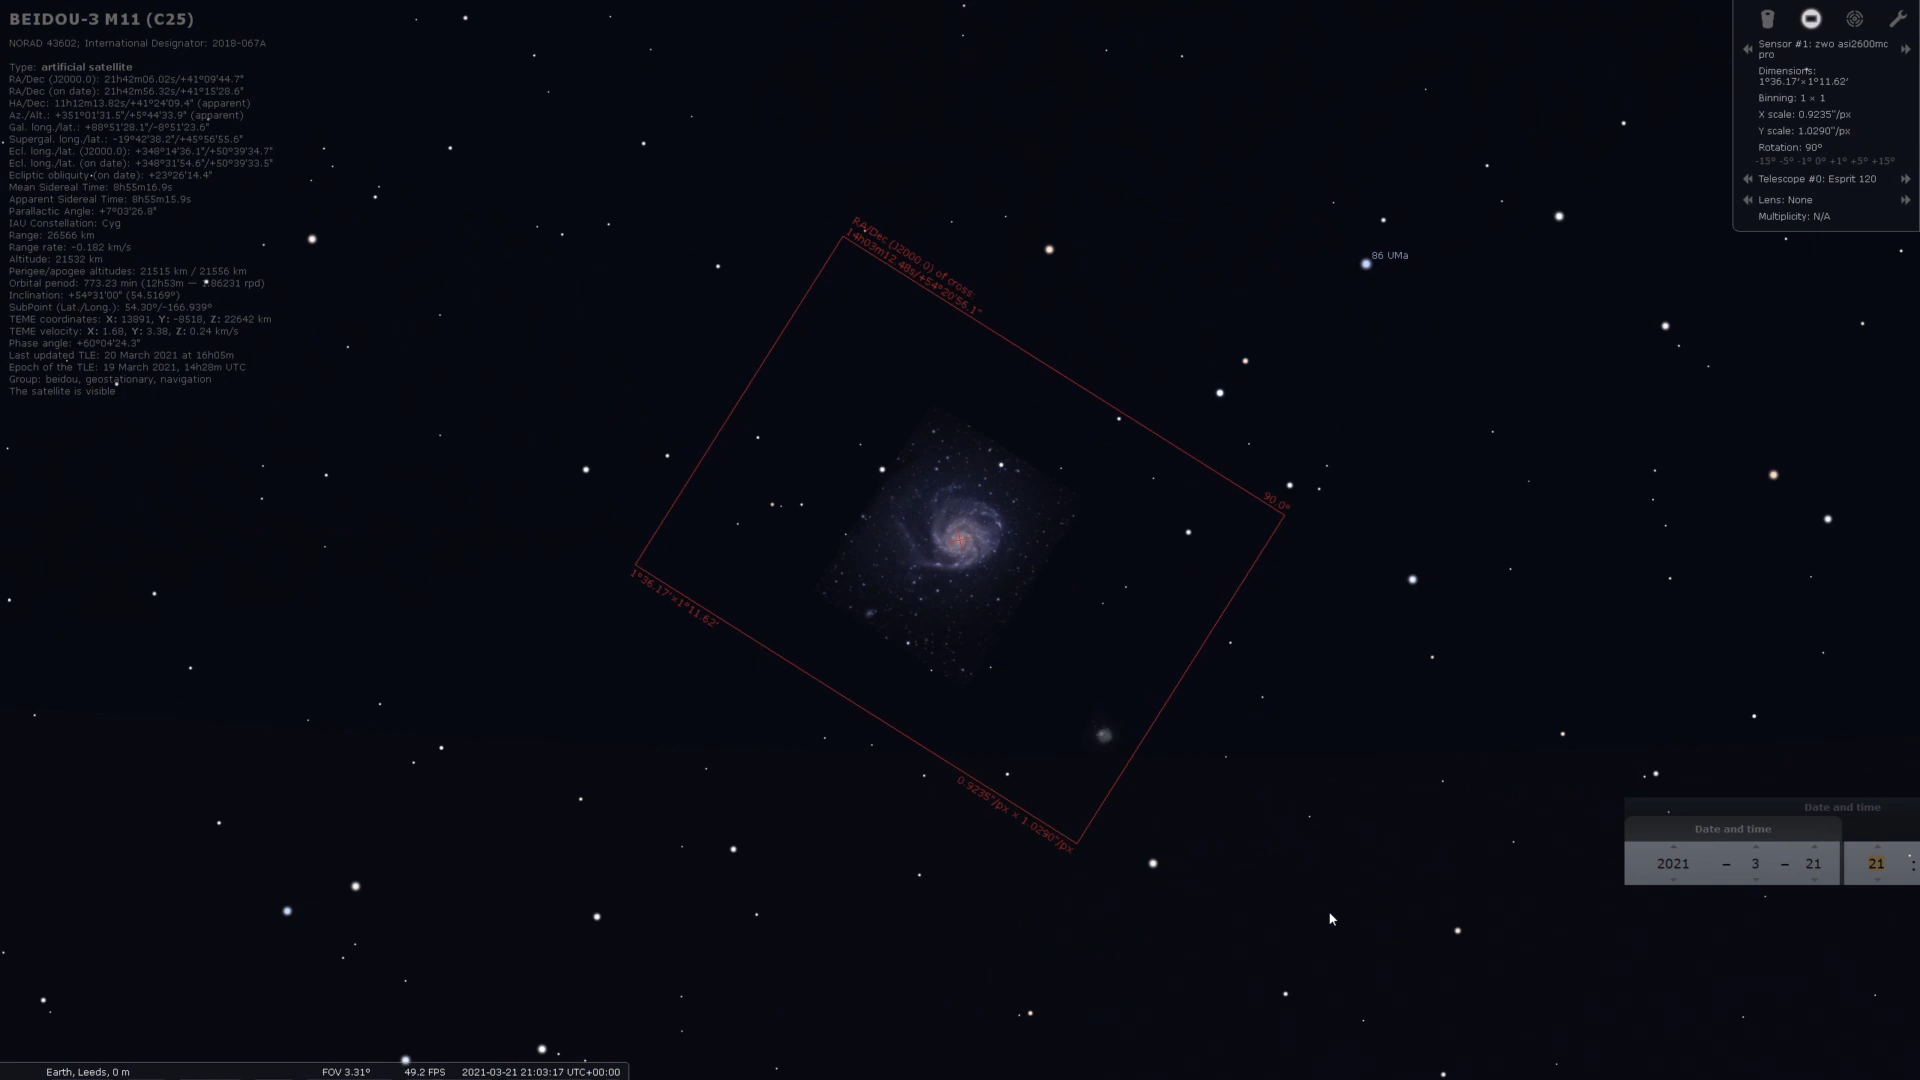 BEIDOU-3 M11 (C25)
NORAD 43602; International Designator: 2018-067A
Type: artificial satellite
RA/Dec (J2000.0): 21h42m06.02s/+41°09'44.7"
RA/Dec (on date): 21h42m56.32s/+41°15'28.6"
HA/Dec: 11h12m13.82s/+41°24'09.4" (apparent)
Az./Alt.: +351°01'31.5"/+5°44'33.9" (apparent)
Gal. long./lat.: +88°51'28.1"/-8°51'23.6"
Supergal. long./lat.: -19°42'38.2"/+45°56'55.6"
Ecl. long./lat. (J2000.0): +348°14'36.1"/+50°39'34.7"
Ecl. long./lat. (on date): +348°31'54.6"/+50°39'33.5"
Ecliptic obliquity (on date): +23°26'14.4"
Mean Sidereal Time: 8h55m16.9s
Apparent Sidereal Time: 8h55m15.9s
Parallactic Angle: +7°03'26.8"
IAU Constellation: Cyg
Range: 26566 km
Range rate: -0.182 km/s
Altitude: 21532 km
Perigee/apogee altitudes: 21515 km / 21556 km
Orbital period: 773.23 min (12h53m — 1.86231 rpd)
Inclination: +54°31'00" (54.5169°)
SubPoint (Lat./Long.): 54.30°/-166.939°
TEME coordinates: X: 13891, Y: -8518, Z: 22642 km
TEME velocity: X: 1.68, Y: 3.38, Z: 0.24 km/s
Phase angle: +60°04'24.3"
Last updated TLE: 20 March 2021 at 16h05m
Epoch of the TLE: 19 March 2021, 14h28m UTC
Group: beidou, geostationary, navigation
The satellite is visible
Sensor #1: zwo asi2600mc
pro
Dimensions:
1°36.17'×1°11.62'
Binning: 1 × 1
X scale: 0.9235"/px
Y scale: 1.0290"/px
Rotation: 90°
-15° -5° -1° 0° +1° +5° +15°
Telescope #0: Esprit 120
Lens: None
Multiplicity: N/A
RA/Dec (J2000.0) of cross:
14h03m12.48s/+54°20'56.1"
86 UMa
90.0°
1°36.17'×1°11.62'
0.9235"/px × 1.0290"/px
Date and time
Date and time
2021 - 3 - 21 21 :
Earth, Leeds, 0 m FOV 3.31° 49.2 FPS 2021-03-21 21:03:17 UTC+00:00